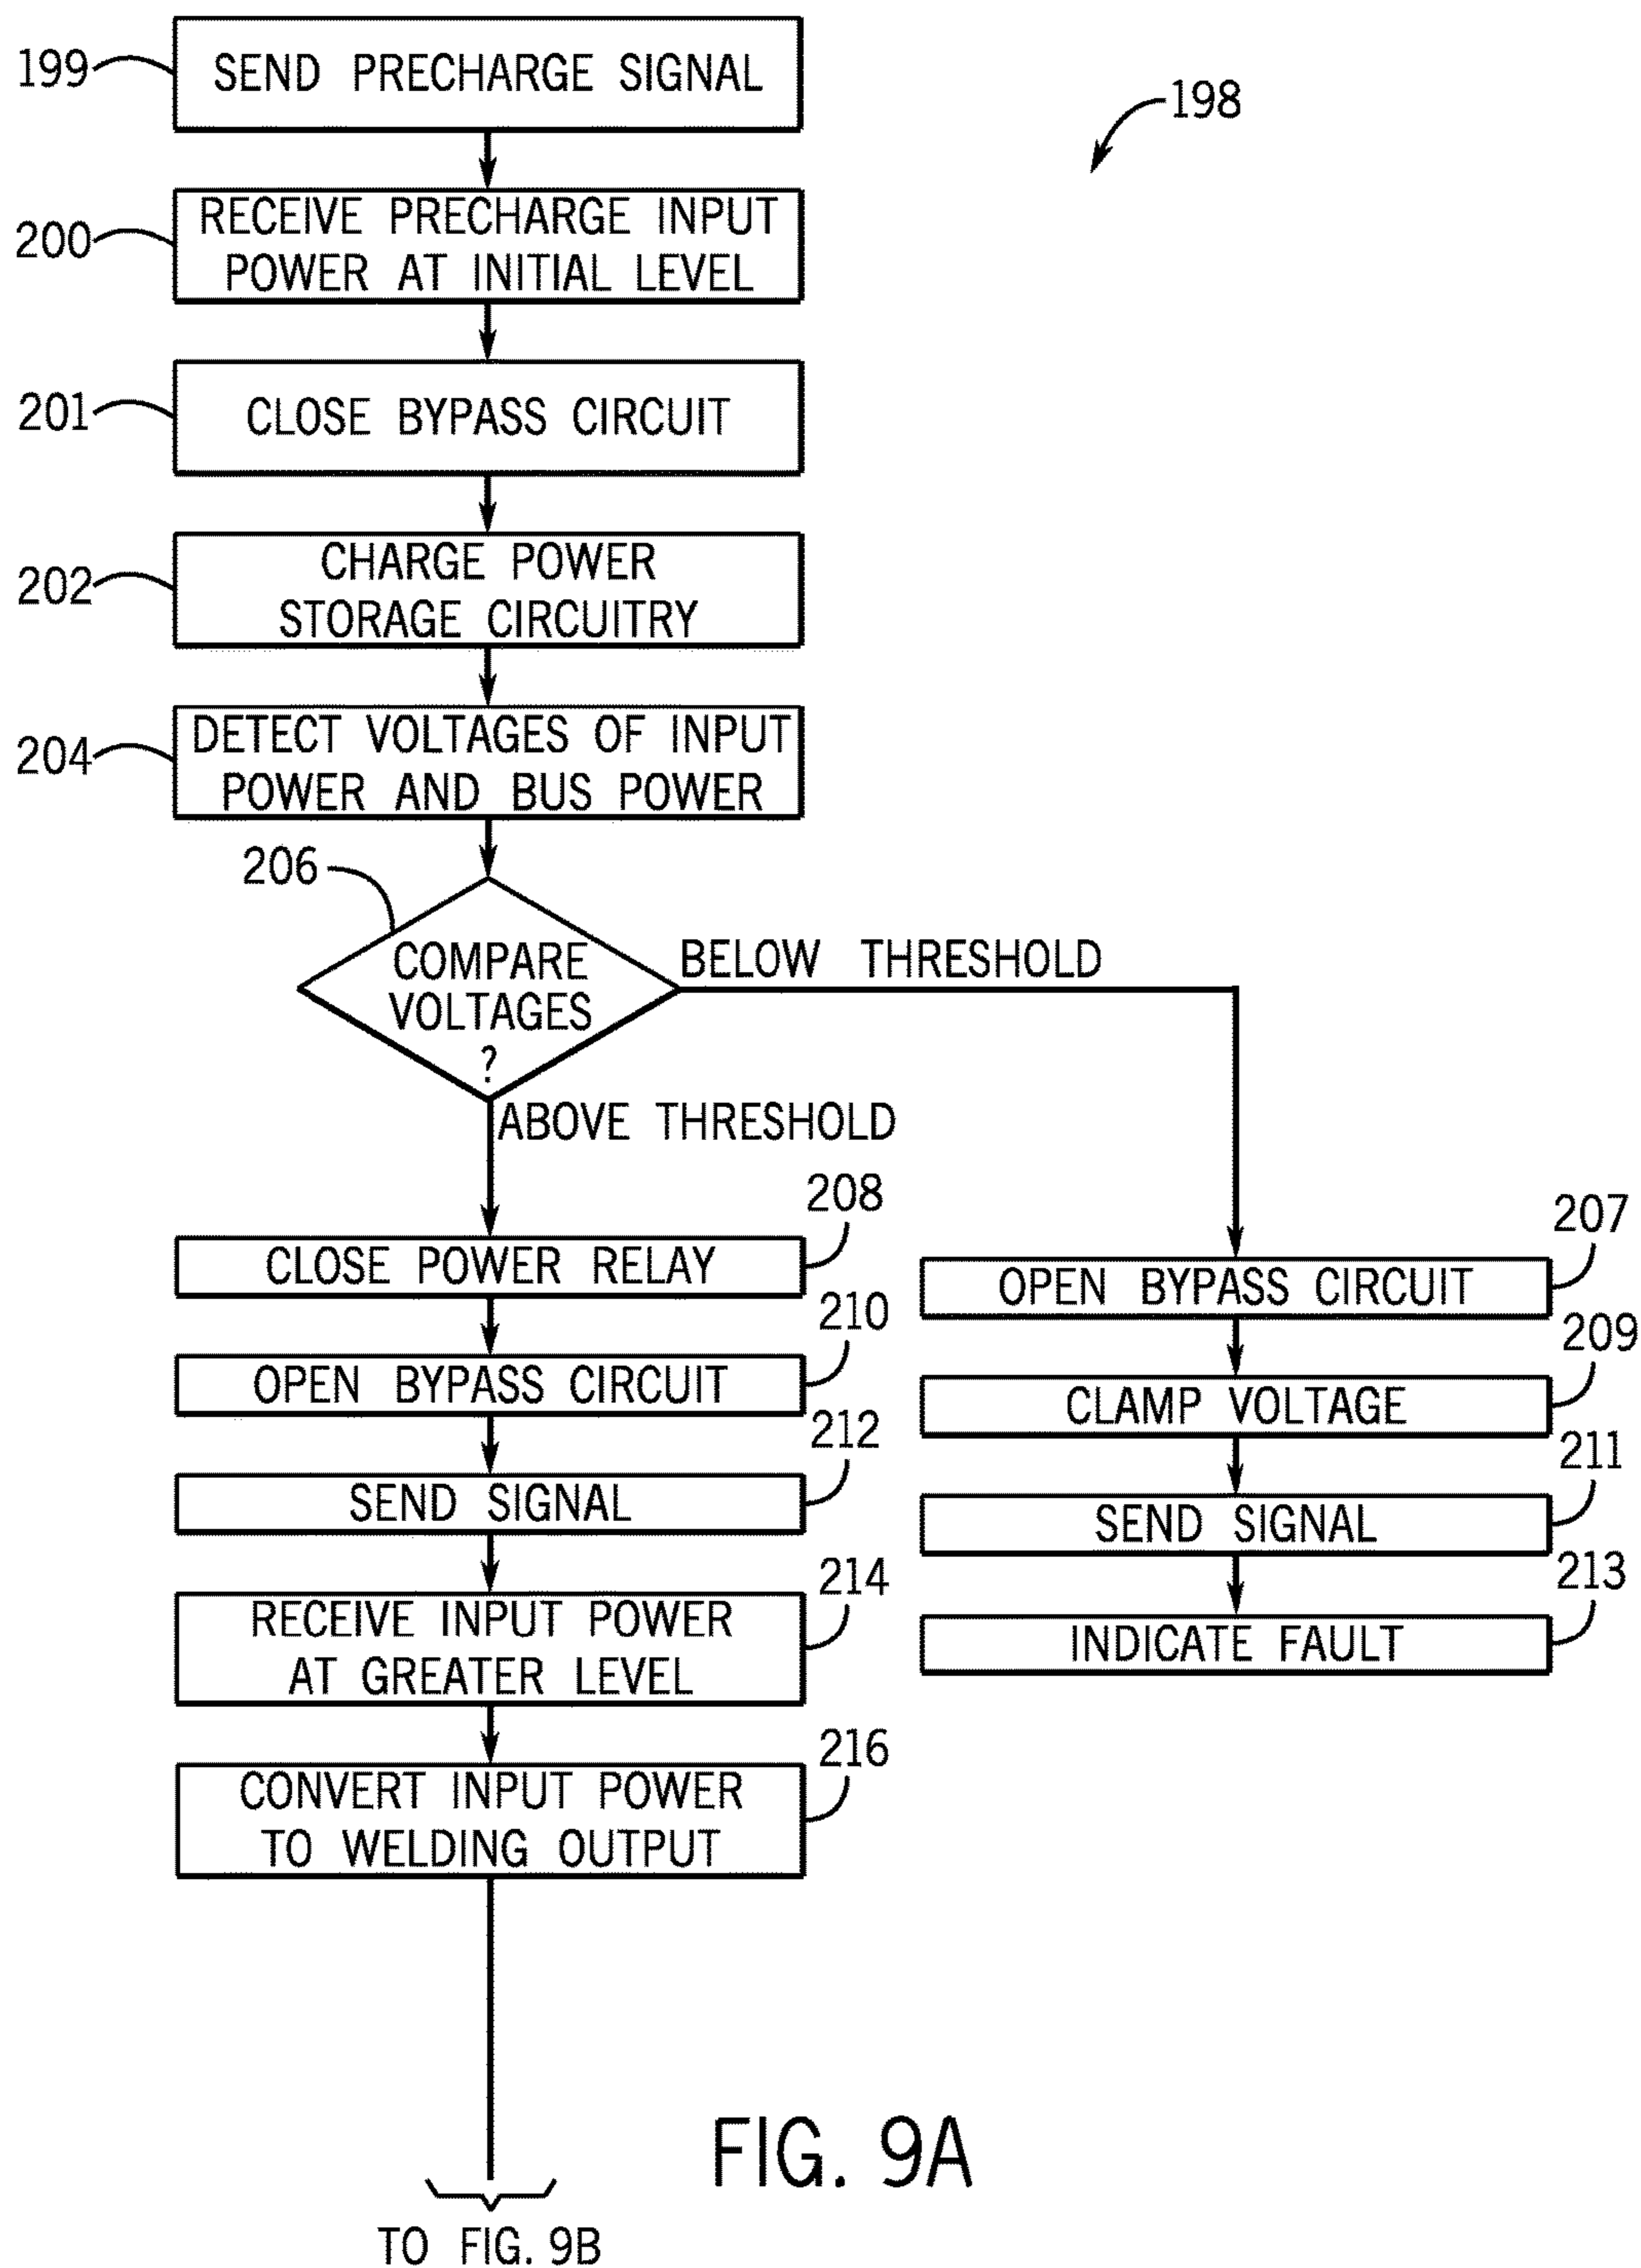 199
SEND PRECHARGE SIGNAL
198
200
RECEIVE PRECHARGE INPUT
POWER AT INITIAL LEVEL
201
CLOSE BYPASS CIRCUIT
202
CHARGE POWER
STORAGE CIRCUITRY
204
DETECT VOLTAGES OF INPUT
POWER AND BUS POWER
206
COMPARE
VOLTAGES
?
BELOW THRESHOLD
ABOVE THRESHOLD
208
CLOSE POWER RELAY
210
OPEN BYPASS CIRCUIT
212
SEND SIGNAL
214
RECEIVE INPUT POWER
AT GREATER LEVEL
216
CONVERT INPUT POWER
TO WELDING OUTPUT
207
OPEN BYPASS CIRCUIT
209
CLAMP VOLTAGE
211
SEND SIGNAL
213
INDICATE FAULT
FIG. 9A
TO FIG. 9B